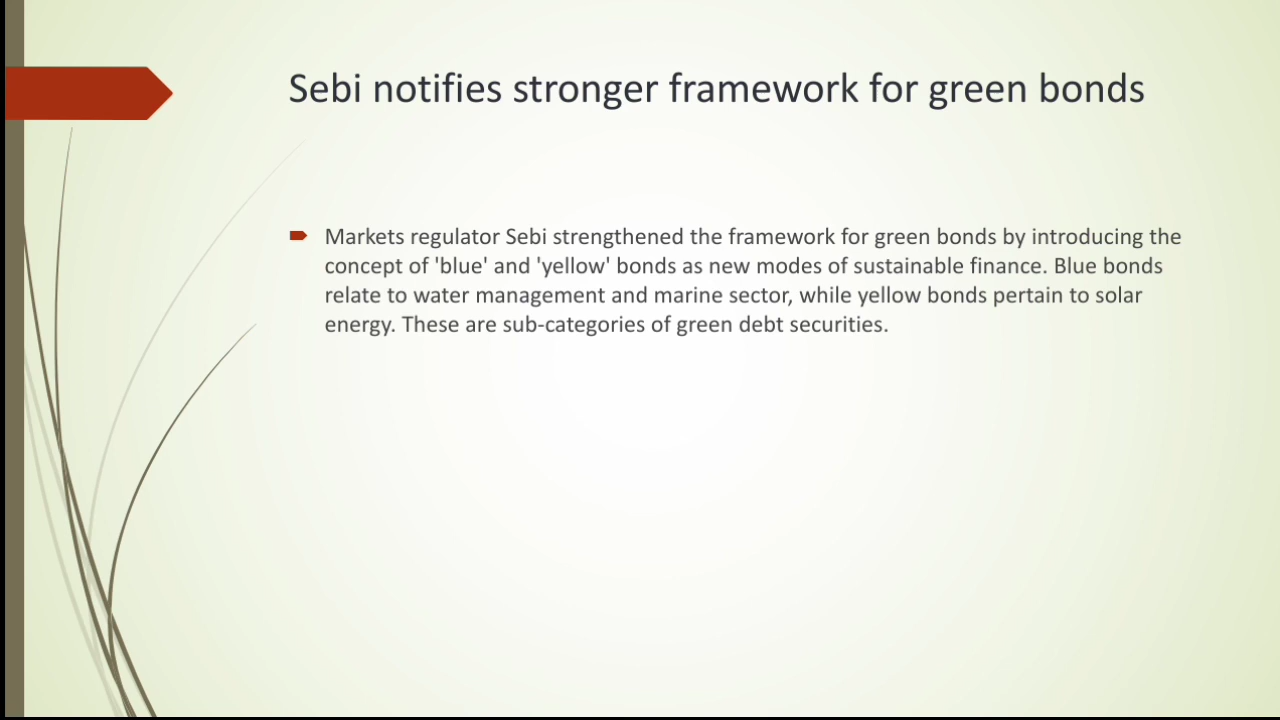 Sebi notifies stronger framework for green bonds
Markets regulator Sebi strengthened the framework for green bonds by introducing the
concept of 'blue' and 'yellow' bonds as new modes of sustainable finance. Blue bonds
relate to water management and marine sector, while yellow bonds pertain to solar
energy. These are sub-categories of green debt securities.